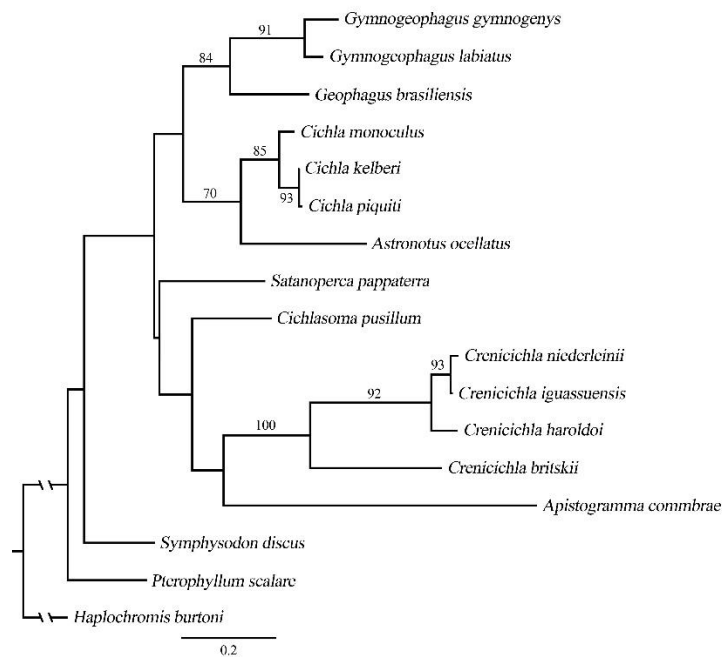 Gymnogeophagus gymnogenys
91
Gymnogcophagus labiatus
84
Geophagus brasiliensis
Cichla monoculus
85
Cichla kelberi
93
70
Cichla piquiti
Astronotus ocellatus
Satanoperca pappaterra
Cichlasoma pusillum
Crenicichla niederleinii
93
92
Crenicichla iguassuensis
100
Crenicichla haroldoi
Crenicichla britskii
Apistogramma commbrae
Symphysodon discus
Pterophyllum scalare
Haplochromis burtoni
0.2